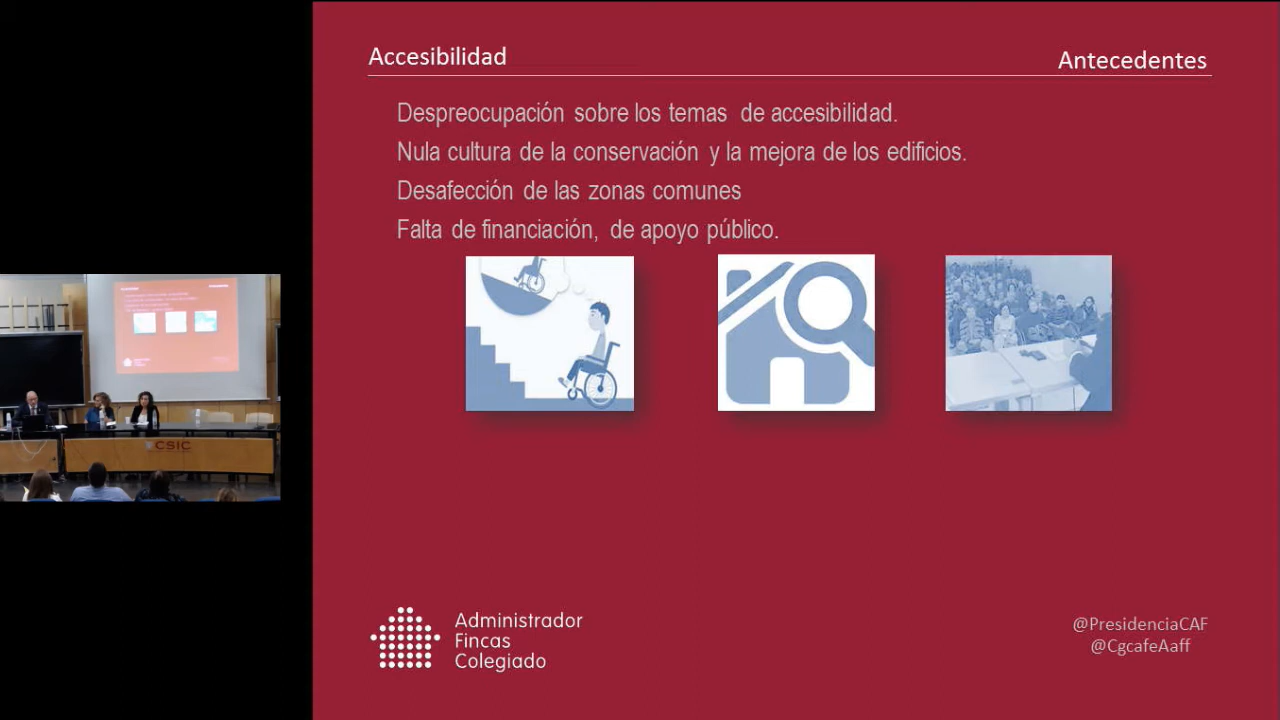 Accesibilidad
Antecedentes
Despreocupación sobre los temas de accesibilidad.
Nula cultura de la conservación y la mejora de los edificios.
Desafección de las zonas comunes
Falta de financiación, de apoyo público.
CSIC
Administrador
Fincas
Colegiado
@PresidenciaCAF
@CgcafeAaff